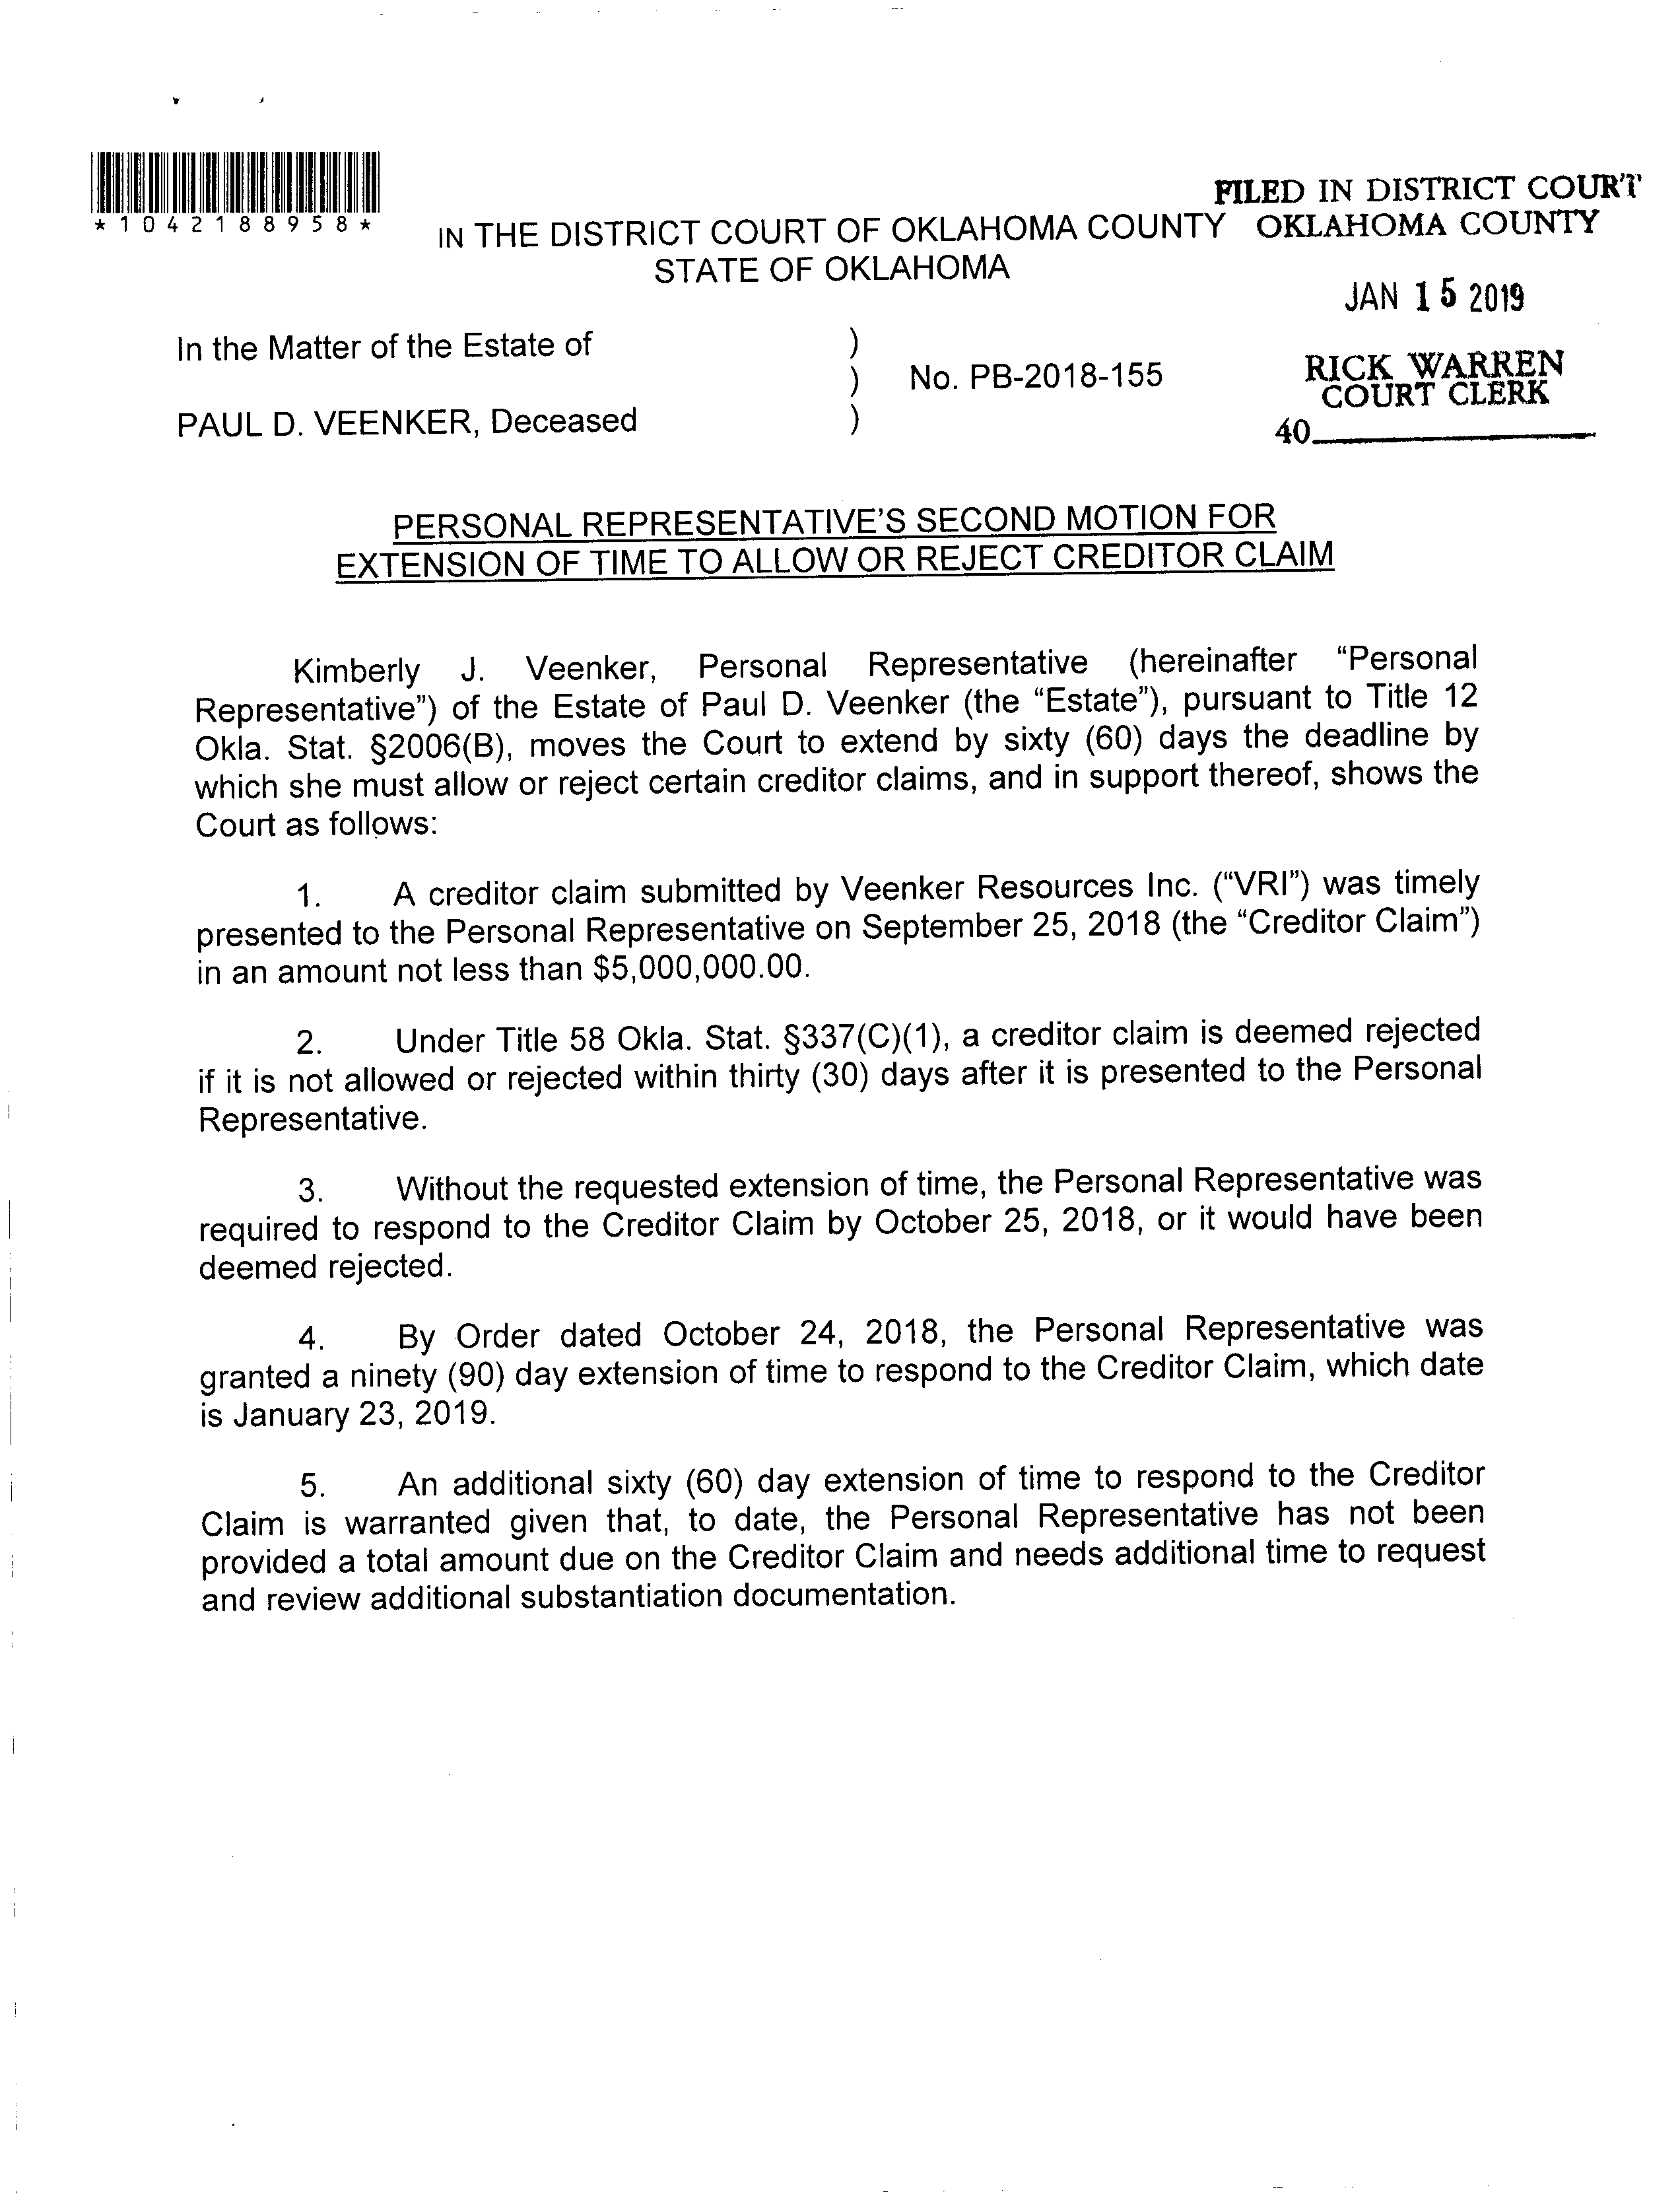 *1042188958*
FILED IN DISTRICT COURT
OKLAHOMA COUNTY
IN THE DISTRICT COURT OF OKLAHOMA COUNTY
STATE OF OKLAHOMA
JAN 15 2019
In the Matter of the Estate of )
) No. PB-2018-155
PAUL D. VEENKER, Deceased )
RICK WARREN
COURT CLERK
40
PERSONAL REPRESENTATIVE'S SECOND MOTION FOR
EXTENSION OF TIME TO ALLOW OR REJECT CREDITOR CLAIM
Kimberly J. Veenker, Personal Representative (hereinafter “Personal
Representative”) of the Estate of Paul D. Veenker (the “Estate”), pursuant to Title 12
Okla. Stat. §2006(B), moves the Court to extend by sixty (60) days the deadline by
which she must allow or reject certain creditor claims, and in support thereof, shows the
Court as follows:
1. A creditor claim submitted by Veenker Resources Inc. (“VRI”) was timely
presented to the Personal Representative on September 25, 2018 (the “Creditor Claim”)
in an amount not less than $5,000,000.00.
2. Under Title 58 Okla. Stat. §337(C)(1), a creditor claim is deemed rejected
if it is not allowed or rejected within thirty (30) days after it is presented to the Personal
Representative.
3. Without the requested extension of time, the Personal Representative was
required to respond to the Creditor Claim by October 25, 2018, or it would have been
deemed rejected.
4. By Order dated October 24, 2018, the Personal Representative was
granted a ninety (90) day extension of time to respond to the Creditor Claim, which date
is January 23, 2019.
5. An additional sixty (60) day extension of time to respond to the Creditor
Claim is warranted given that, to date, the Personal Representative has not been
provided a total amount due on the Creditor Claim and needs additional time to request
and review additional substantiation documentation.